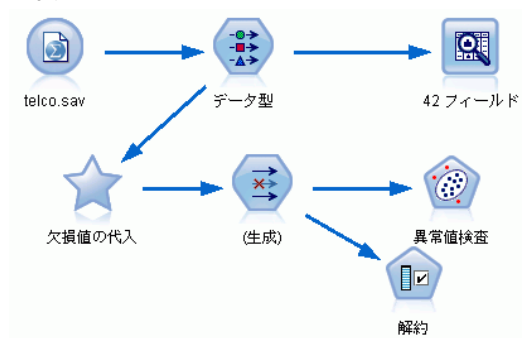 telco.sav
データ型
42 フィールド
欠損値の代入
(生成)
異常値検査
解約